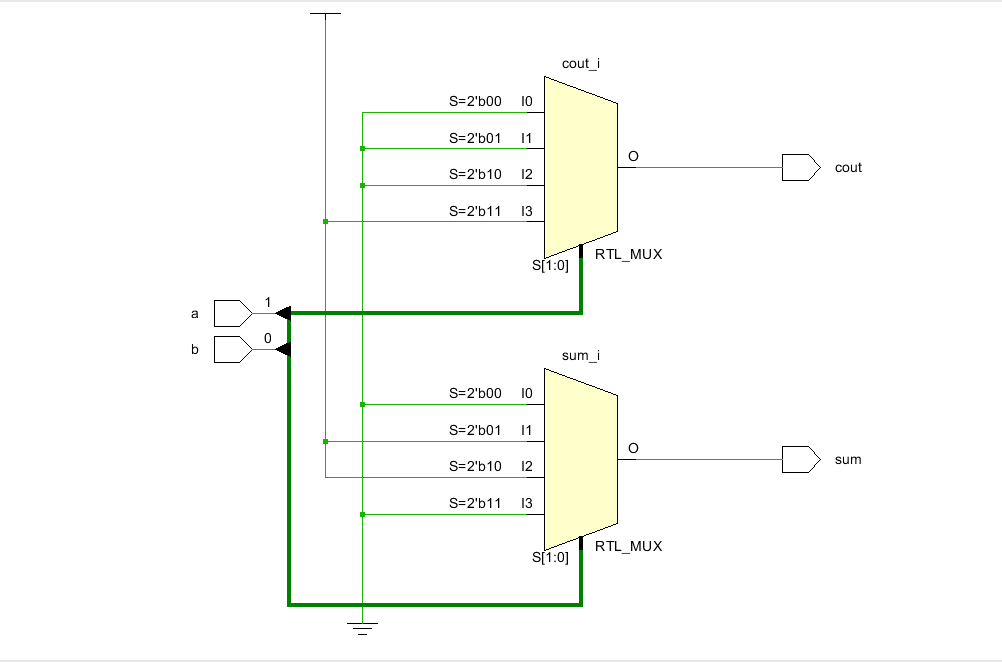 cout_i
S=2'b00 I0
S=2'b01 I1
S=2'b10 I2
S=2'b11 I3
O
cout
S[1:0]
RTL_MUX
a
1
b
0
sum_i
S=2'b00 I0
S=2'b01 I1
S=2'b10 I2
S=2'b11 I3
O
sum
S[1:0]
RTL_MUX